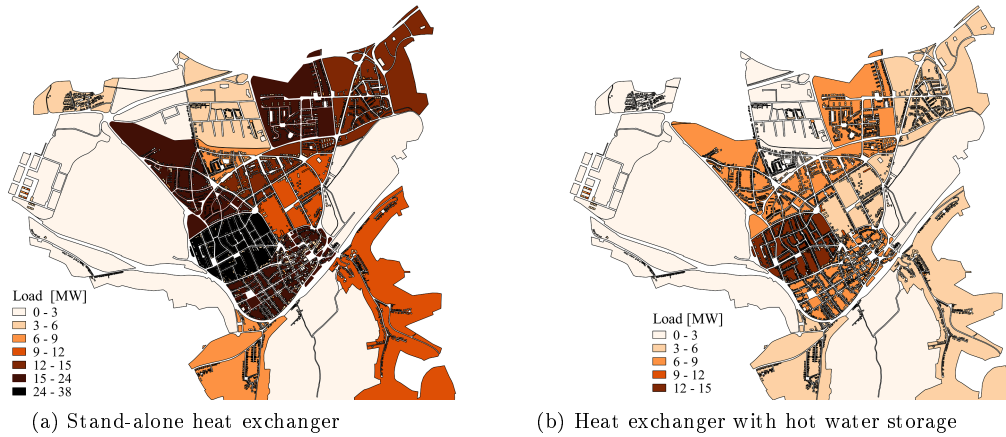 Load [MW]
0 - 3
3 - 6
6 - 9
9 - 12
12 - 15
15 - 24
24 - 38
(a) Stand-alone heat exchanger
Load [MW]
0 - 3
3 - 6
6 - 9
9 - 12
12 - 15
(b) Heat exchanger with hot water storage